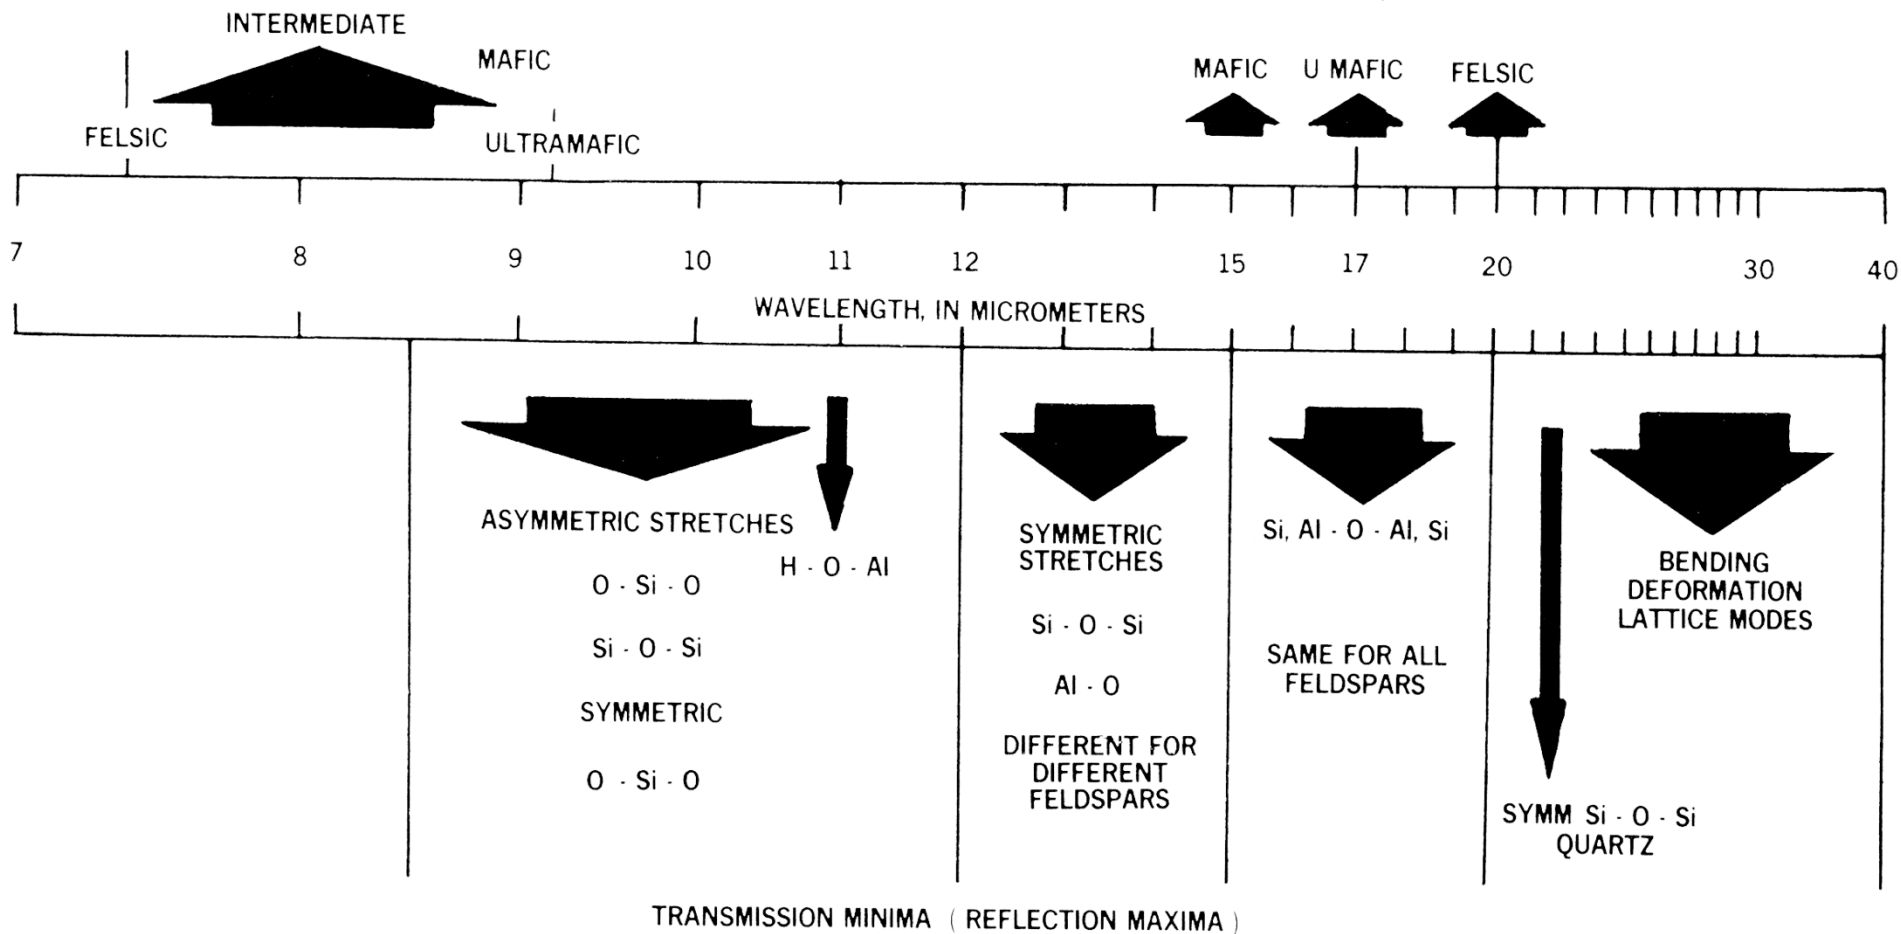 INTERMEDIATE
MAFIC
FELSIC
ULTRAMAFIC
MAFIC
U MAFIC
FELSIC
7 8 9 10 11 12 15 17 20 30 40
WAVELENGTH, IN MICROMETERS
ASYMMETRIC STRETCHES
O - Si - O
Si - O - Si
SYMMETRIC
O - Si - O
H - O - Al
SYMMETRIC
STRETCHES
Si - O - Si
Al - O
DIFFERENT FOR
DIFFERENT
FELDSPARS
Si, Al - O - Al, Si
SAME FOR ALL
FELDSPARS
BENDING
DEFORMATION
LATTICE MODES
SYMM Si - O - Si
QUARTZ
TRANSMISSION MINIMA ( REFLECTION MAXIMA )